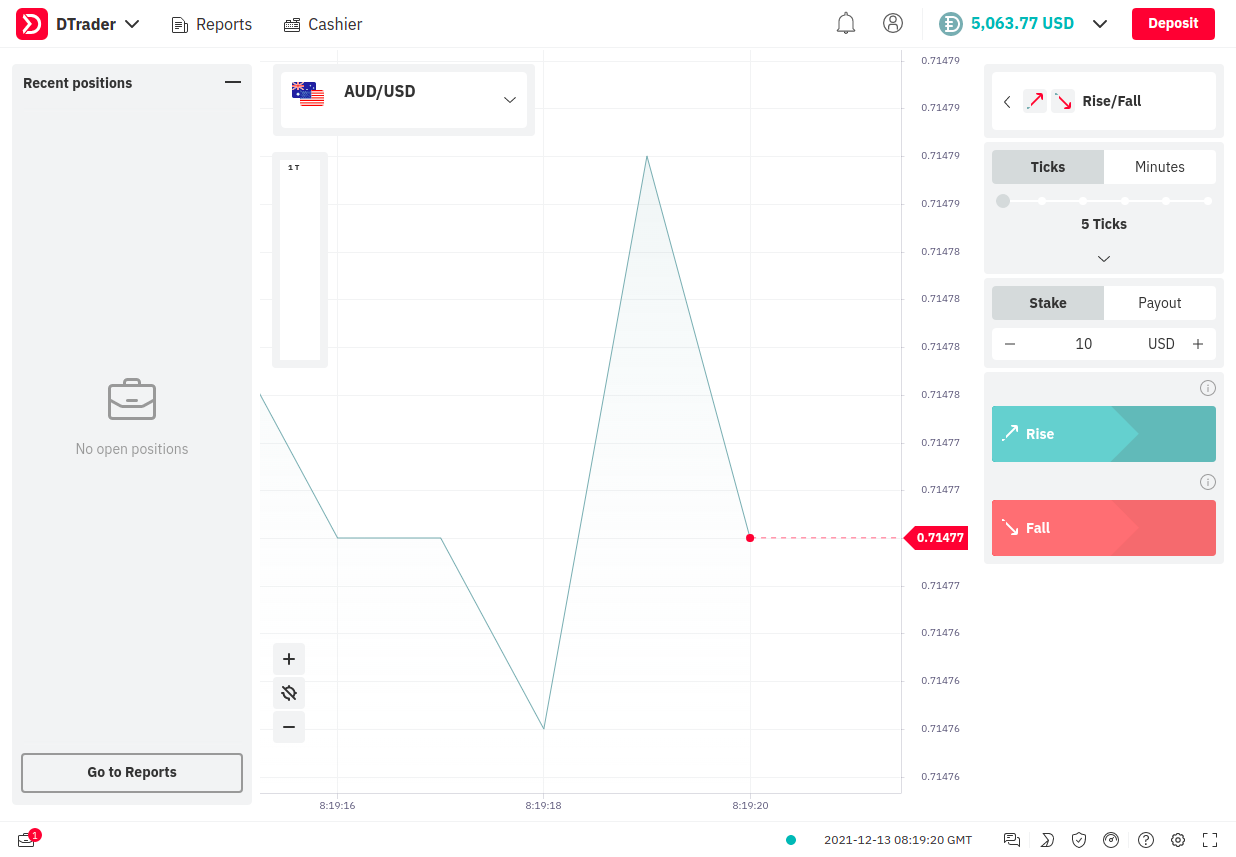 DTrader
Reports
Cashier
5,063.77 USD
Deposit
Recent positions
No open positions
Go to Reports
AUD/USD
1 T
0.71479
0.71479
0.71479
0.71479
0.71478
0.71478
0.71478
0.71478
0.71477
0.71477
0.71477
0.71477
0.71476
0.71476
0.71476
0.71476
8:19:16
8:19:18
8:19:20
Rise/Fall
Ticks
Minutes
5 Ticks
Stake
Payout
10
USD
Rise
Fall
1
2021-12-13 08:19:20 GMT